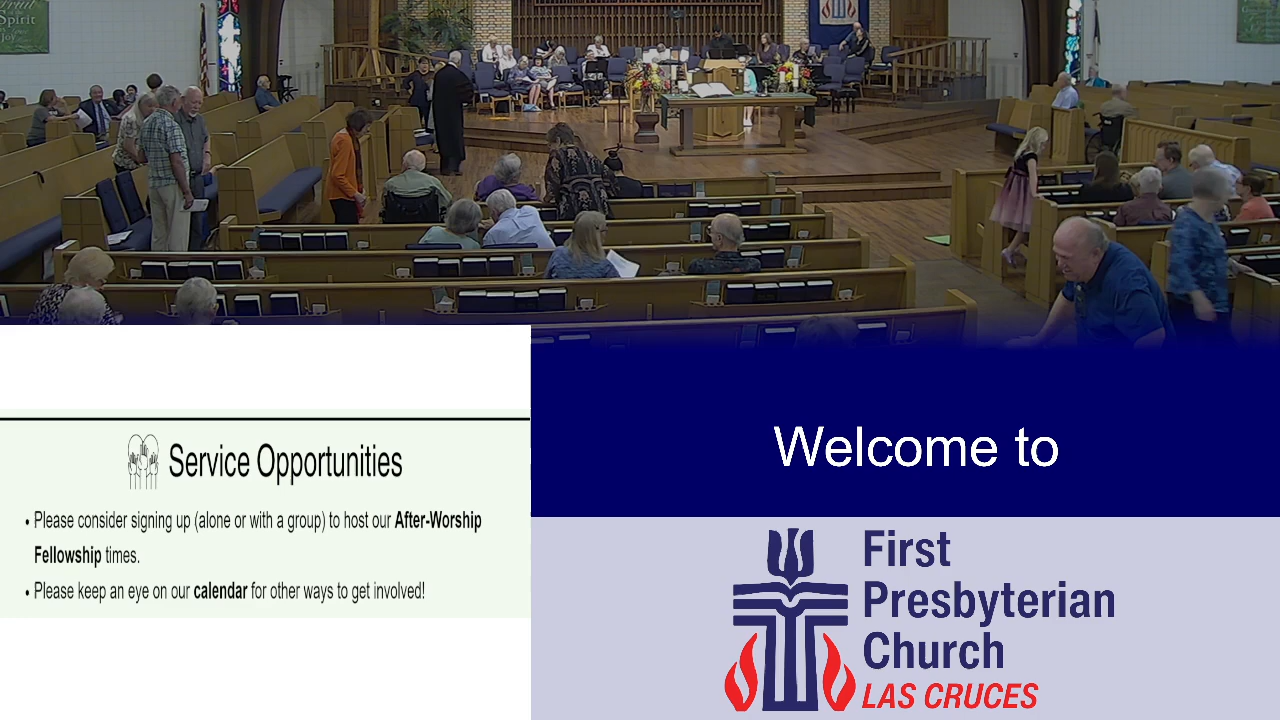 Spirit
Joy
Service Opportunities
• Please consider signing up (alone or with a group) to host our After-Worship
Fellowship times.
• Please keep an eye on our calendar for other ways to get involved!
Welcome to
First
Presbyterian
Church
LAS CRUCES